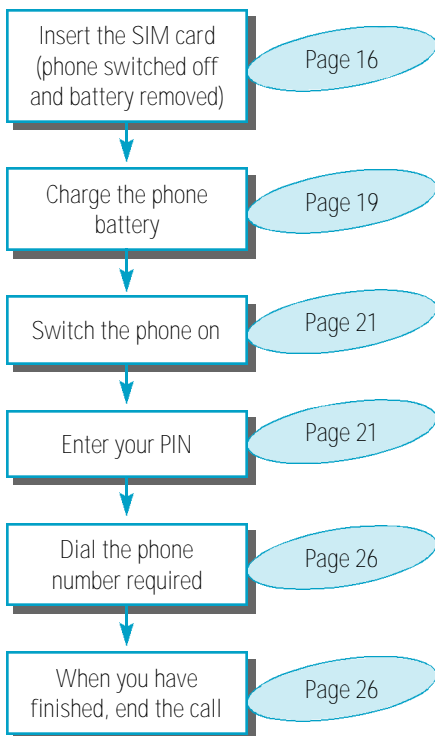 Insert the SIM card
(phone switched off
and battery removed)
Page 16
Charge the phone
battery
Page 19
Switch the phone on
Page 21
Enter your PIN
Page 21
Dial the phone
number required
Page 26
When you have
finished, end the call
Page 26